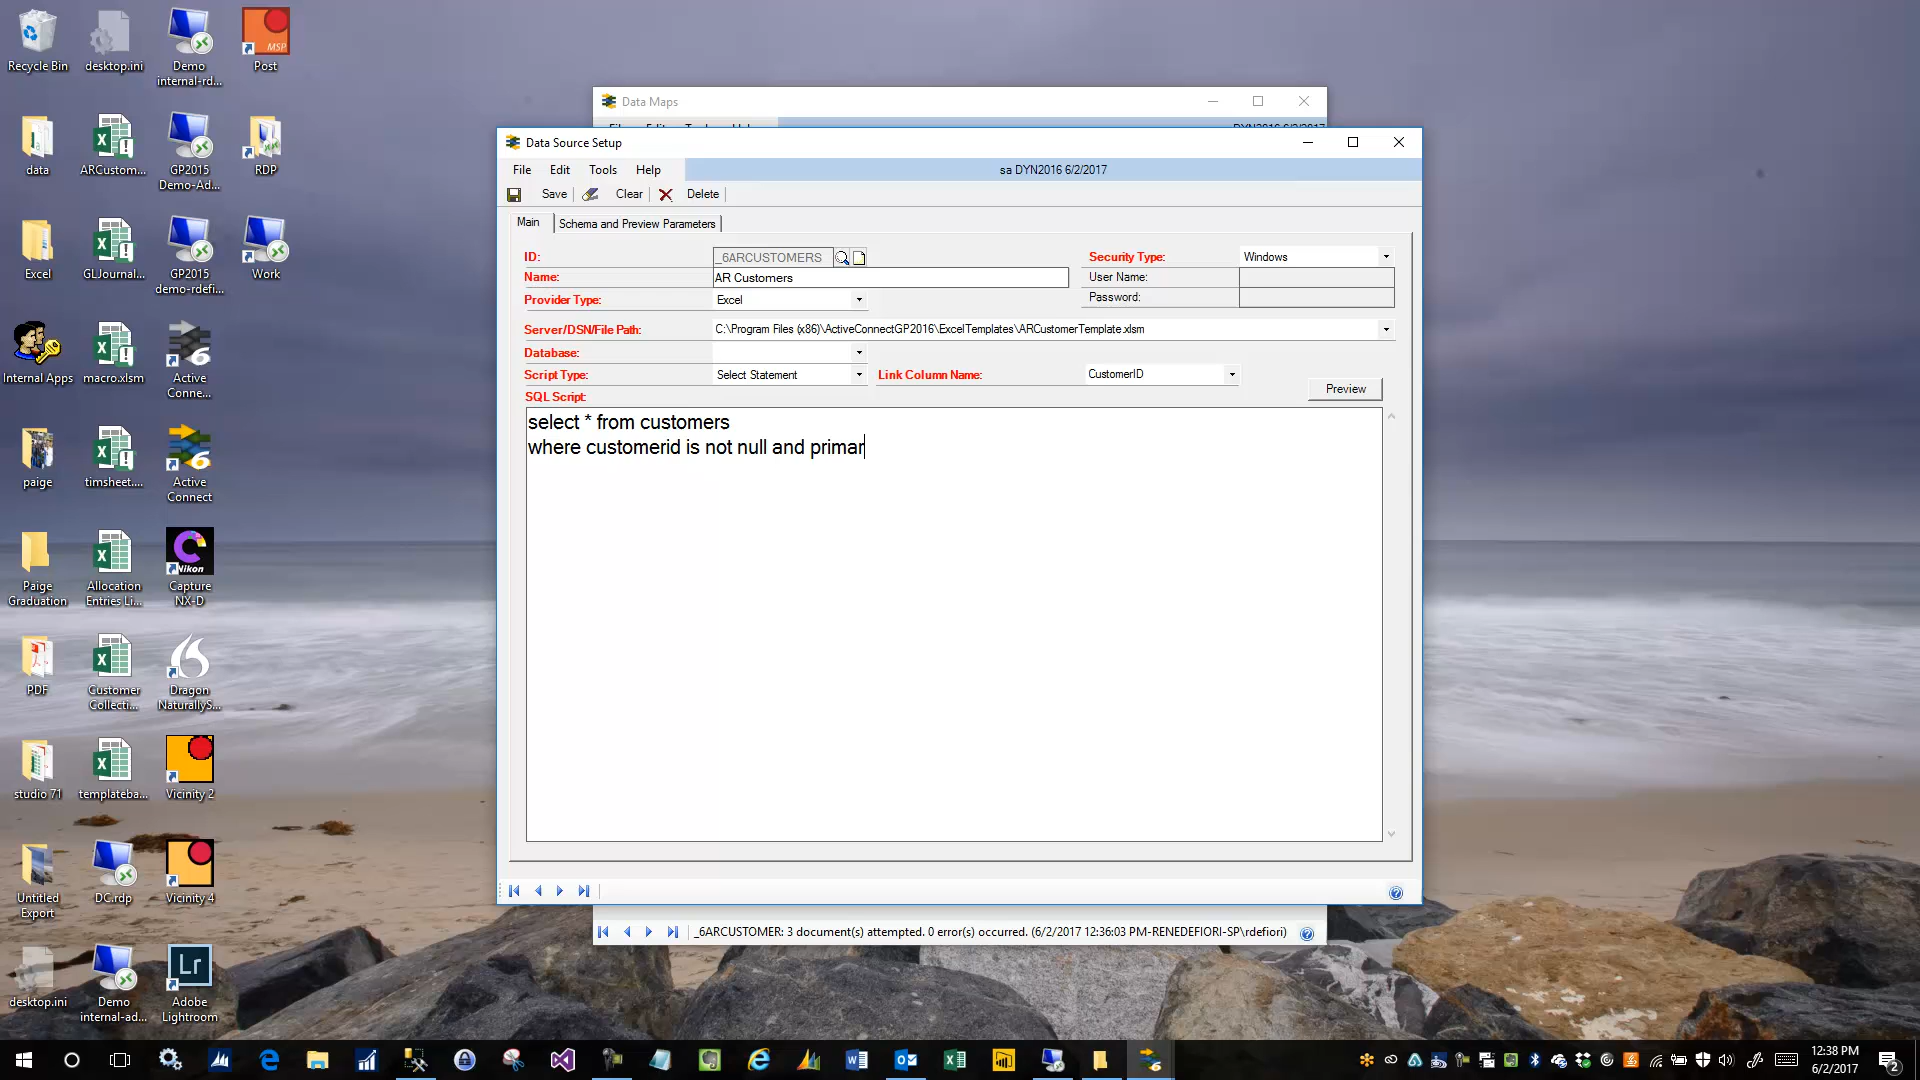 Recycle Bin
desktop.ini
Demo
internal-rd...
Post
MSP
data
ARCustom...
GP2015
Demo-Ad...
RDP
Excel
GLJournal...
GP2015
demo-rdefi...
Work
Internal Apps
macro.xlsm
Active
Conne...
paige
timsheet....
Active
Connect
Paige
Graduation
Allocation
Entries Li...
Nikon
Capture
NX-D
PDF
Customer
Collecti...
Dragon
NaturallyS...
studio 71
templateba...
Vicinity 2
Untitled
Export
DC.rdp
Vicinity 4
desktop.ini
Demo
internal-ad...
Lr
Adobe
Lightroom
Data Maps
Data Source Setup
File Edit Tools Help
sa DYN2016 6/2/2017
Save Clear Delete
Main Schema and Preview Parameters
ID: _6ARCUSTOMERS
Security Type: Windows
Name: AR Customers
User Name:
Provider Type: Excel
Password:
Server/DSN/File Path: C:\Program Files (x86)\ActiveConnectGP2016\ExcelTemplates\ARCustomerTemplate.xlsm
Database:
Script Type: Select Statement
Link Column Name: CustomerID
Preview
SQL Script:
select * from customers
where customerid is not null and primar
_6ARCUSTOMER: 3 document(s) attempted. 0 error(s) occurred. (6/2/2017 12:36:03 PM-RENEDEFIORI-SP\rdefiori)
12:38 PM
6/2/2017
2